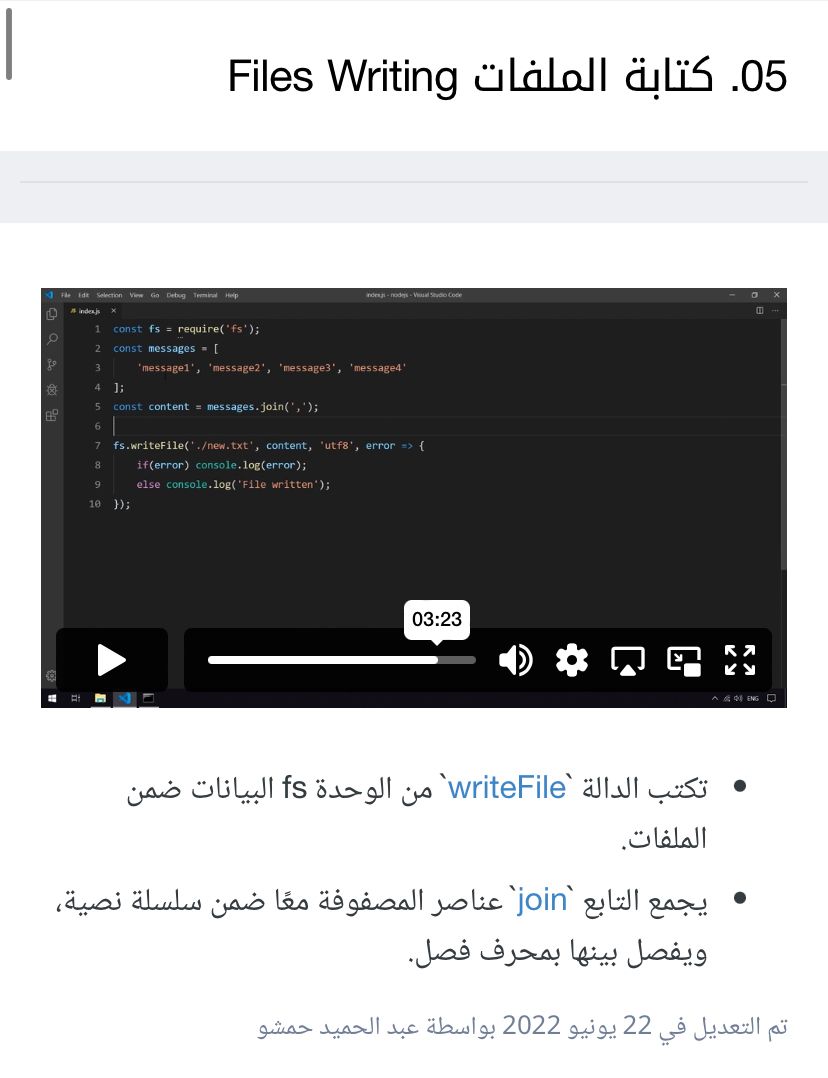 05. كتابة الملفات Files Writing
File Edit Selection View Go Debug Terminal Help
index.js - nodejs - Visual Studio Code
JS index.js
1 const fs = require('fs');
2 const messages = [
3 'message1', 'message2', 'message3', 'message4'
4 ];
5 const content = messages.join(',');
6
7 fs.writeFile('./new.txt', content, 'utf8', error => {
8 if(error) console.log(error);
9 else console.log('File written');
10 });
03:23
ENG
تكتب الدالة `writeFile` من الوحدة fs البيانات ضمن
الملفات.
يجمع التابع `join` عناصر المصفوفة معًا ضمن سلسلة نصية،
ويفصل بينها بمحرف فصل.
تم التعديل في 22 يونيو 2022 بواسطة عبد الحميد حمشو